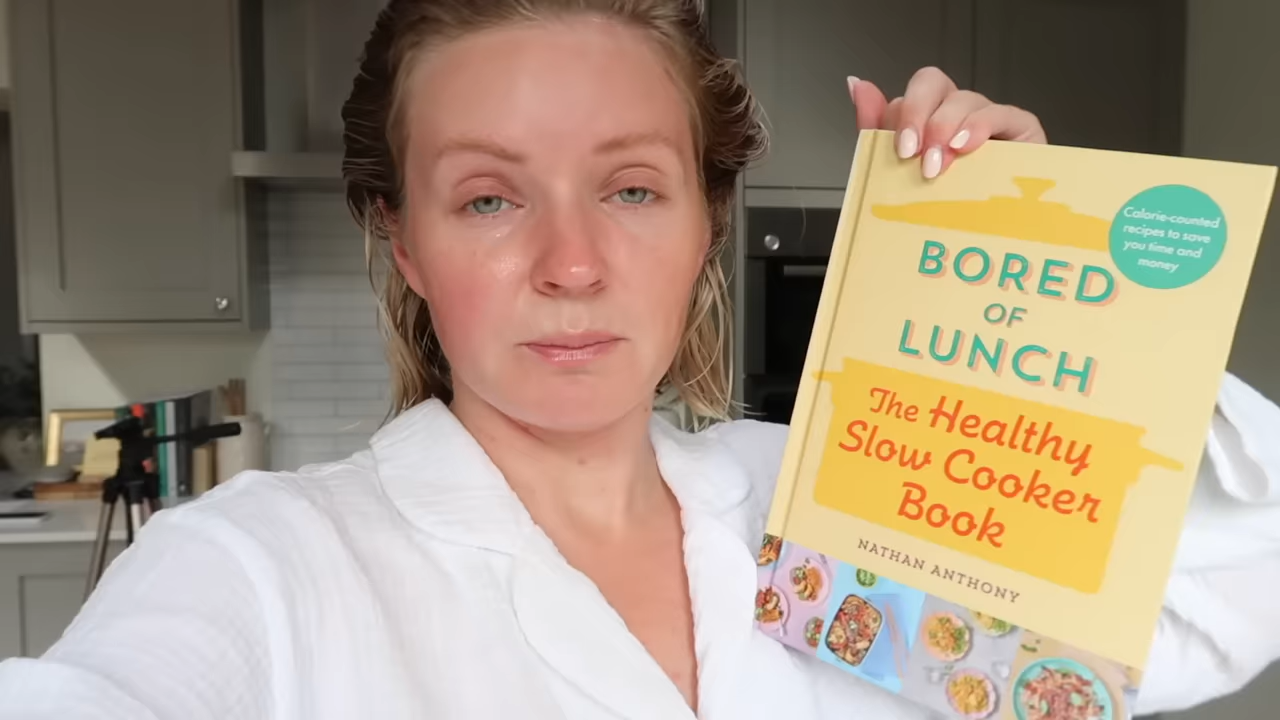 Calorie-counted
recipes to save
you time and
money
BORED
OF
LUNCH
The Healthy
Slow Cooker
Book
NATHAN ANTHONY